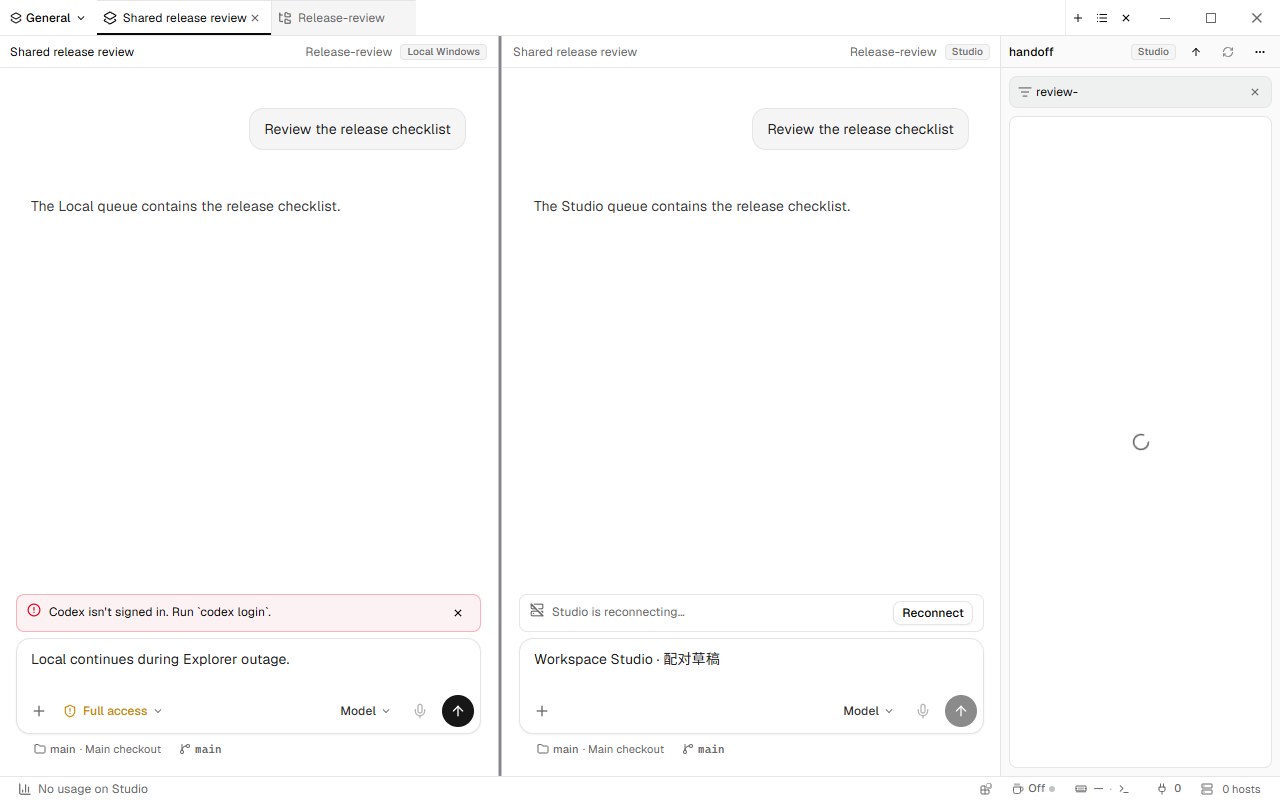 General
Shared release review
Release-review
Shared release review
Release-review
Local Windows
Shared release review
Release-review
Studio
handoff
Studio
review-
Review the release checklist
Review the release checklist
The Local queue contains the release checklist.
The Studio queue contains the release checklist.
Codex isn't signed in. Run `codex login`.
Studio is reconnecting…
Reconnect
Local continues during Explorer outage.
Workspace Studio · 配对草稿
Full access
Model
Model
main · Main checkout
main
main · Main checkout
main
No usage on Studio
Off
— ·
0
0 hosts